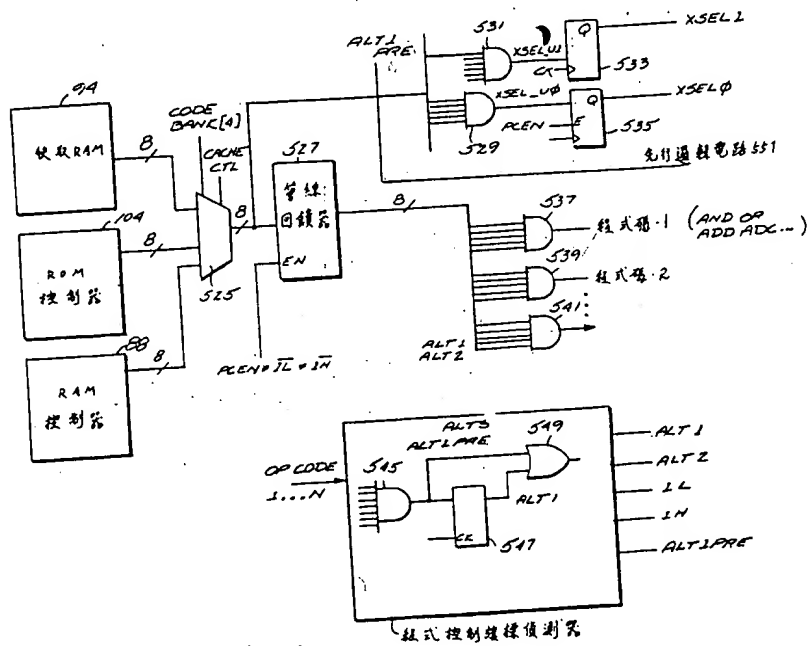 531
XSEL_U1
Q
XSEL1
ALT1
PRE
CK
533
XSEL_UØ
Q
XSELØ
529
PCEN
E
535
先行邏輯電路551
94
快取RAM
8
CODE
BANK[4]
CACHE
CTL
527
管線
回鎖器
EN
8
8
104
ROM
控制器
8
525
88
RAM
控制器
8
PCEN * IL * IH
537
程式碼·1 (AND OR
ADD ADC...)
539
程式碼·2
541
ALT1
ALT2
OP CODE
1...N
545
ALT3
ALT1PRE
549
ALT1
CK
547
ALT1
ALT2
IL
IH
ALT1PRE
程式控制碼偵測器